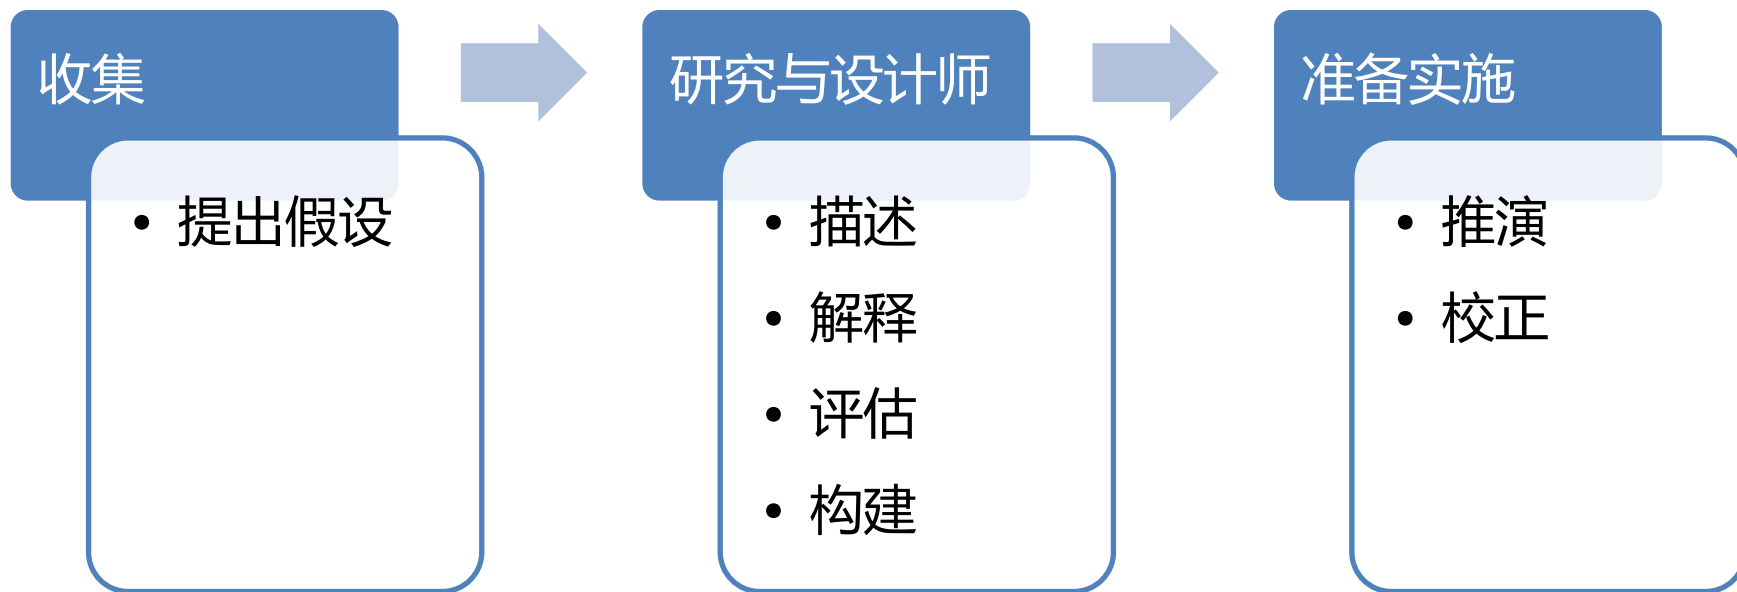 收集
• 提出假设
研究与设计师
• 描述
• 解释
• 评估
• 构建
准备实施
• 推演
• 校正